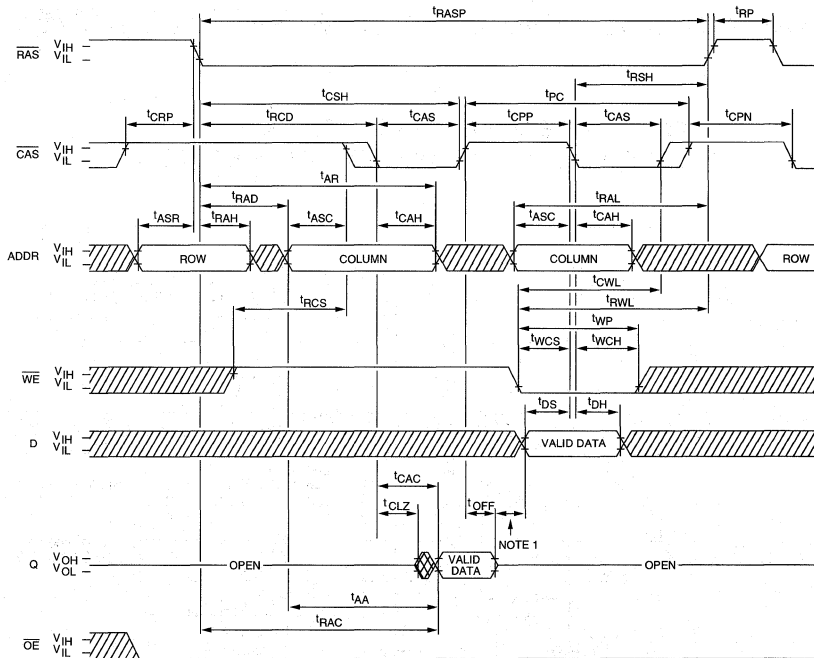 tRASP
tRP
RAS VIH VIL
tRSH
tCSH
tPC
tCRP
tRCD
tCAS
tCPP
tCAS
tCPN
CAS VIH VIL
tAR
tRAD
tRAL
tASR
tRAH
tASC
tCAH
tASC
tCAH
ADDR VIH VIL
ROW
COLUMN
COLUMN
ROW
tCWL
tRCS
tRWL
tWP
tWCS
tWCH
WE VIH VIL
tDS
tDH
D VIH VIL
VALID DATA
tCAC
tCLZ
tOFF
NOTE 1
Q VOH VOL
OPEN
VALID
DATA
OPEN
tAA
tRAC
OE VIH VIL